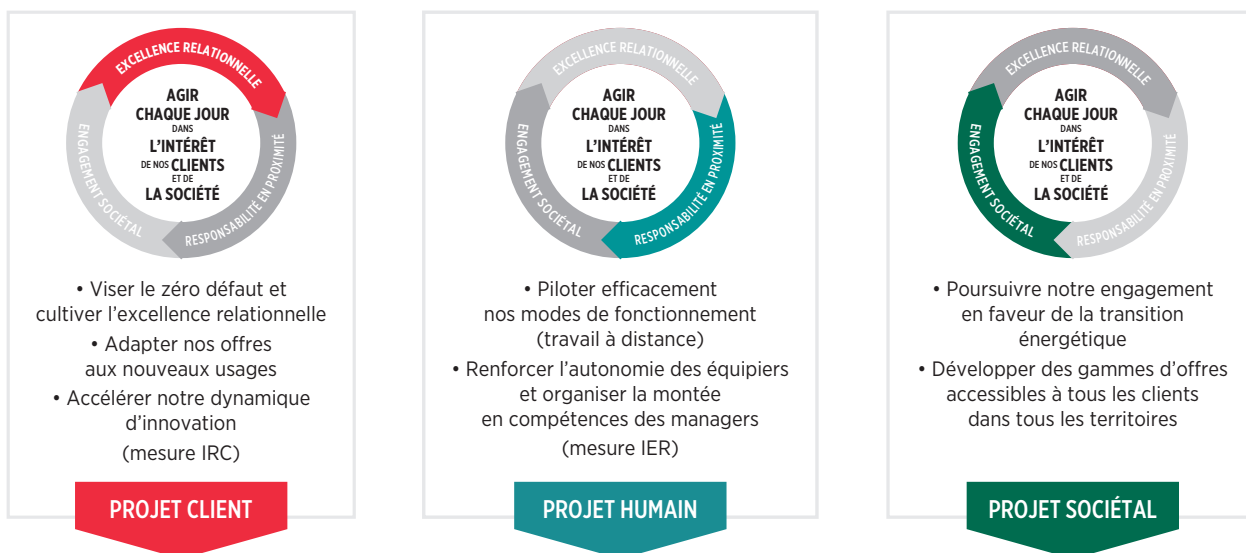 EXCELLENCE RELATIONNELLE
RESPONSABILITÉ EN PROXIMITÉ
ENGAGEMENT SOCIÉTAL
AGIR
CHAQUE JOUR
DANS
L'INTÉRÊT
DE NOS CLIENTS
ET DE
LA SOCIÉTÉ
• Viser le zéro défaut et
cultiver l’excellence relationnelle
• Adapter nos offres
aux nouveaux usages
• Accélérer notre dynamique
d’innovation
(mesure IRC)
PROJET CLIENT
EXCELLENCE RELATIONNELLE
RESPONSABILITÉ EN PROXIMITÉ
ENGAGEMENT SOCIÉTAL
AGIR
CHAQUE JOUR
DANS
L'INTÉRÊT
DE NOS CLIENTS
ET DE
LA SOCIÉTÉ
• Piloter efficacement
nos modes de fonctionnement
(travail à distance)
• Renforcer l’autonomie des équipiers
et organiser la montée
en compétences des managers
(mesure IER)
PROJET HUMAIN
EXCELLENCE RELATIONNELLE
RESPONSABILITÉ EN PROXIMITÉ
ENGAGEMENT SOCIÉTAL
AGIR
CHAQUE JOUR
DANS
L'INTÉRÊT
DE NOS CLIENTS
ET DE
LA SOCIÉTÉ
• Poursuivre notre engagement
en faveur de la transition
énergétique
• Développer des gammes d’offres
accessibles à tous les clients
dans tous les territoires
PROJET SOCIÉTAL